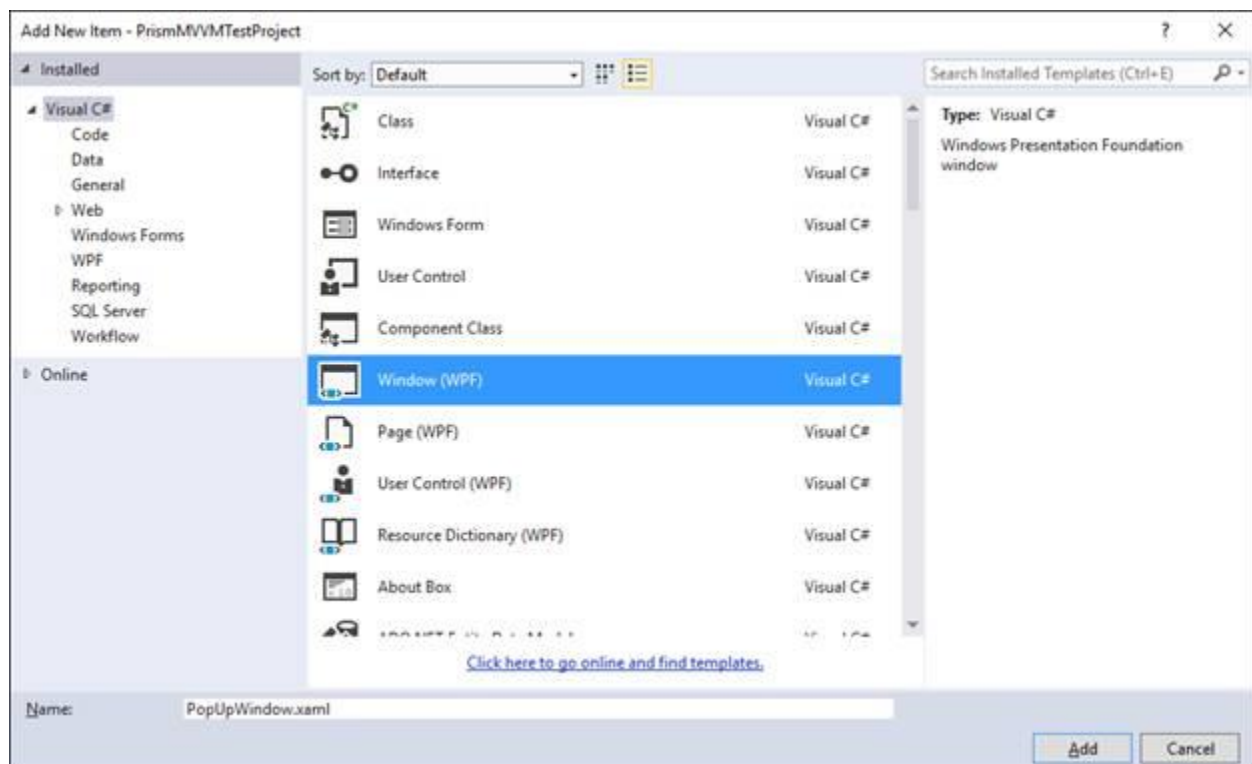 Add New Item - PrismMVVMTestProject
? ×
Installed
Sort by: Default
Search Installed Templates (Ctrl+E)
Visual C#
Code
Data
General
Web
Windows Forms
WPF
Reporting
SQL Server
Workflow
Online
Class Visual C#
Interface Visual C#
Windows Form Visual C#
User Control Visual C#
Component Class Visual C#
Window (WPF) Visual C#
Page (WPF) Visual C#
User Control (WPF) Visual C#
Resource Dictionary (WPF) Visual C#
About Box Visual C#
Click here to go online and find templates.
Type: Visual C#
Windows Presentation Foundation
window
Name: PopUpWindow.xaml
Add Cancel